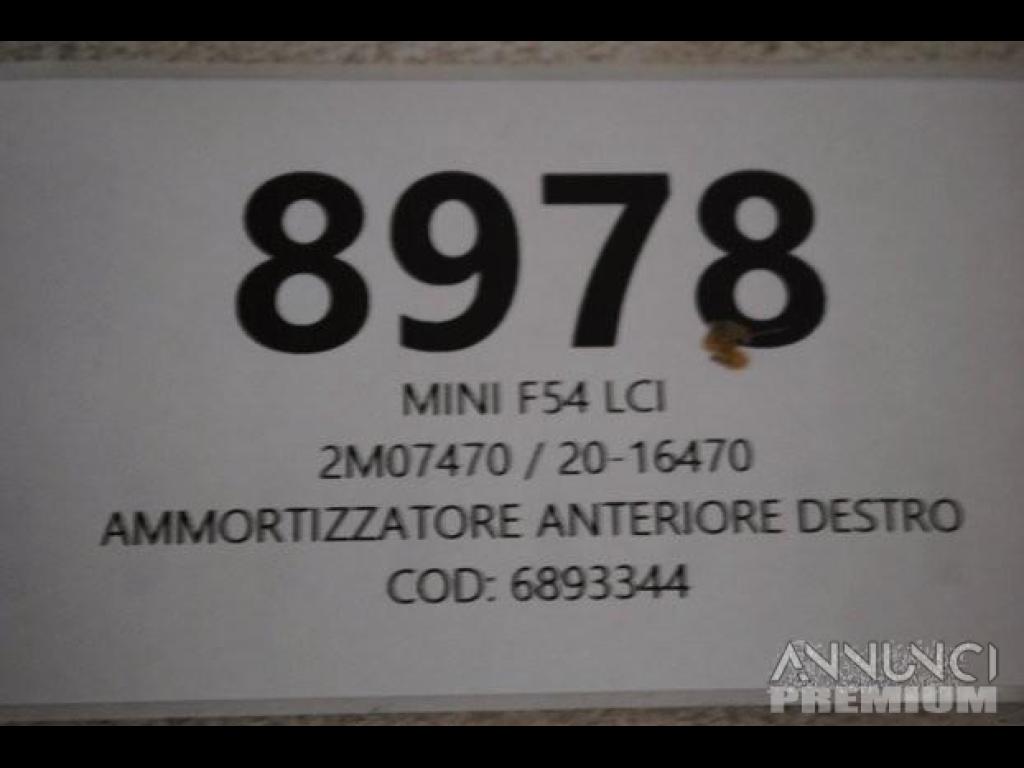 8978
MINI F54 LCI
2M07470 / 20-16470
AMMORTIZZATORE ANTERIORE DESTRO
COD: 6893344
ANNUNCI
PREMIUM